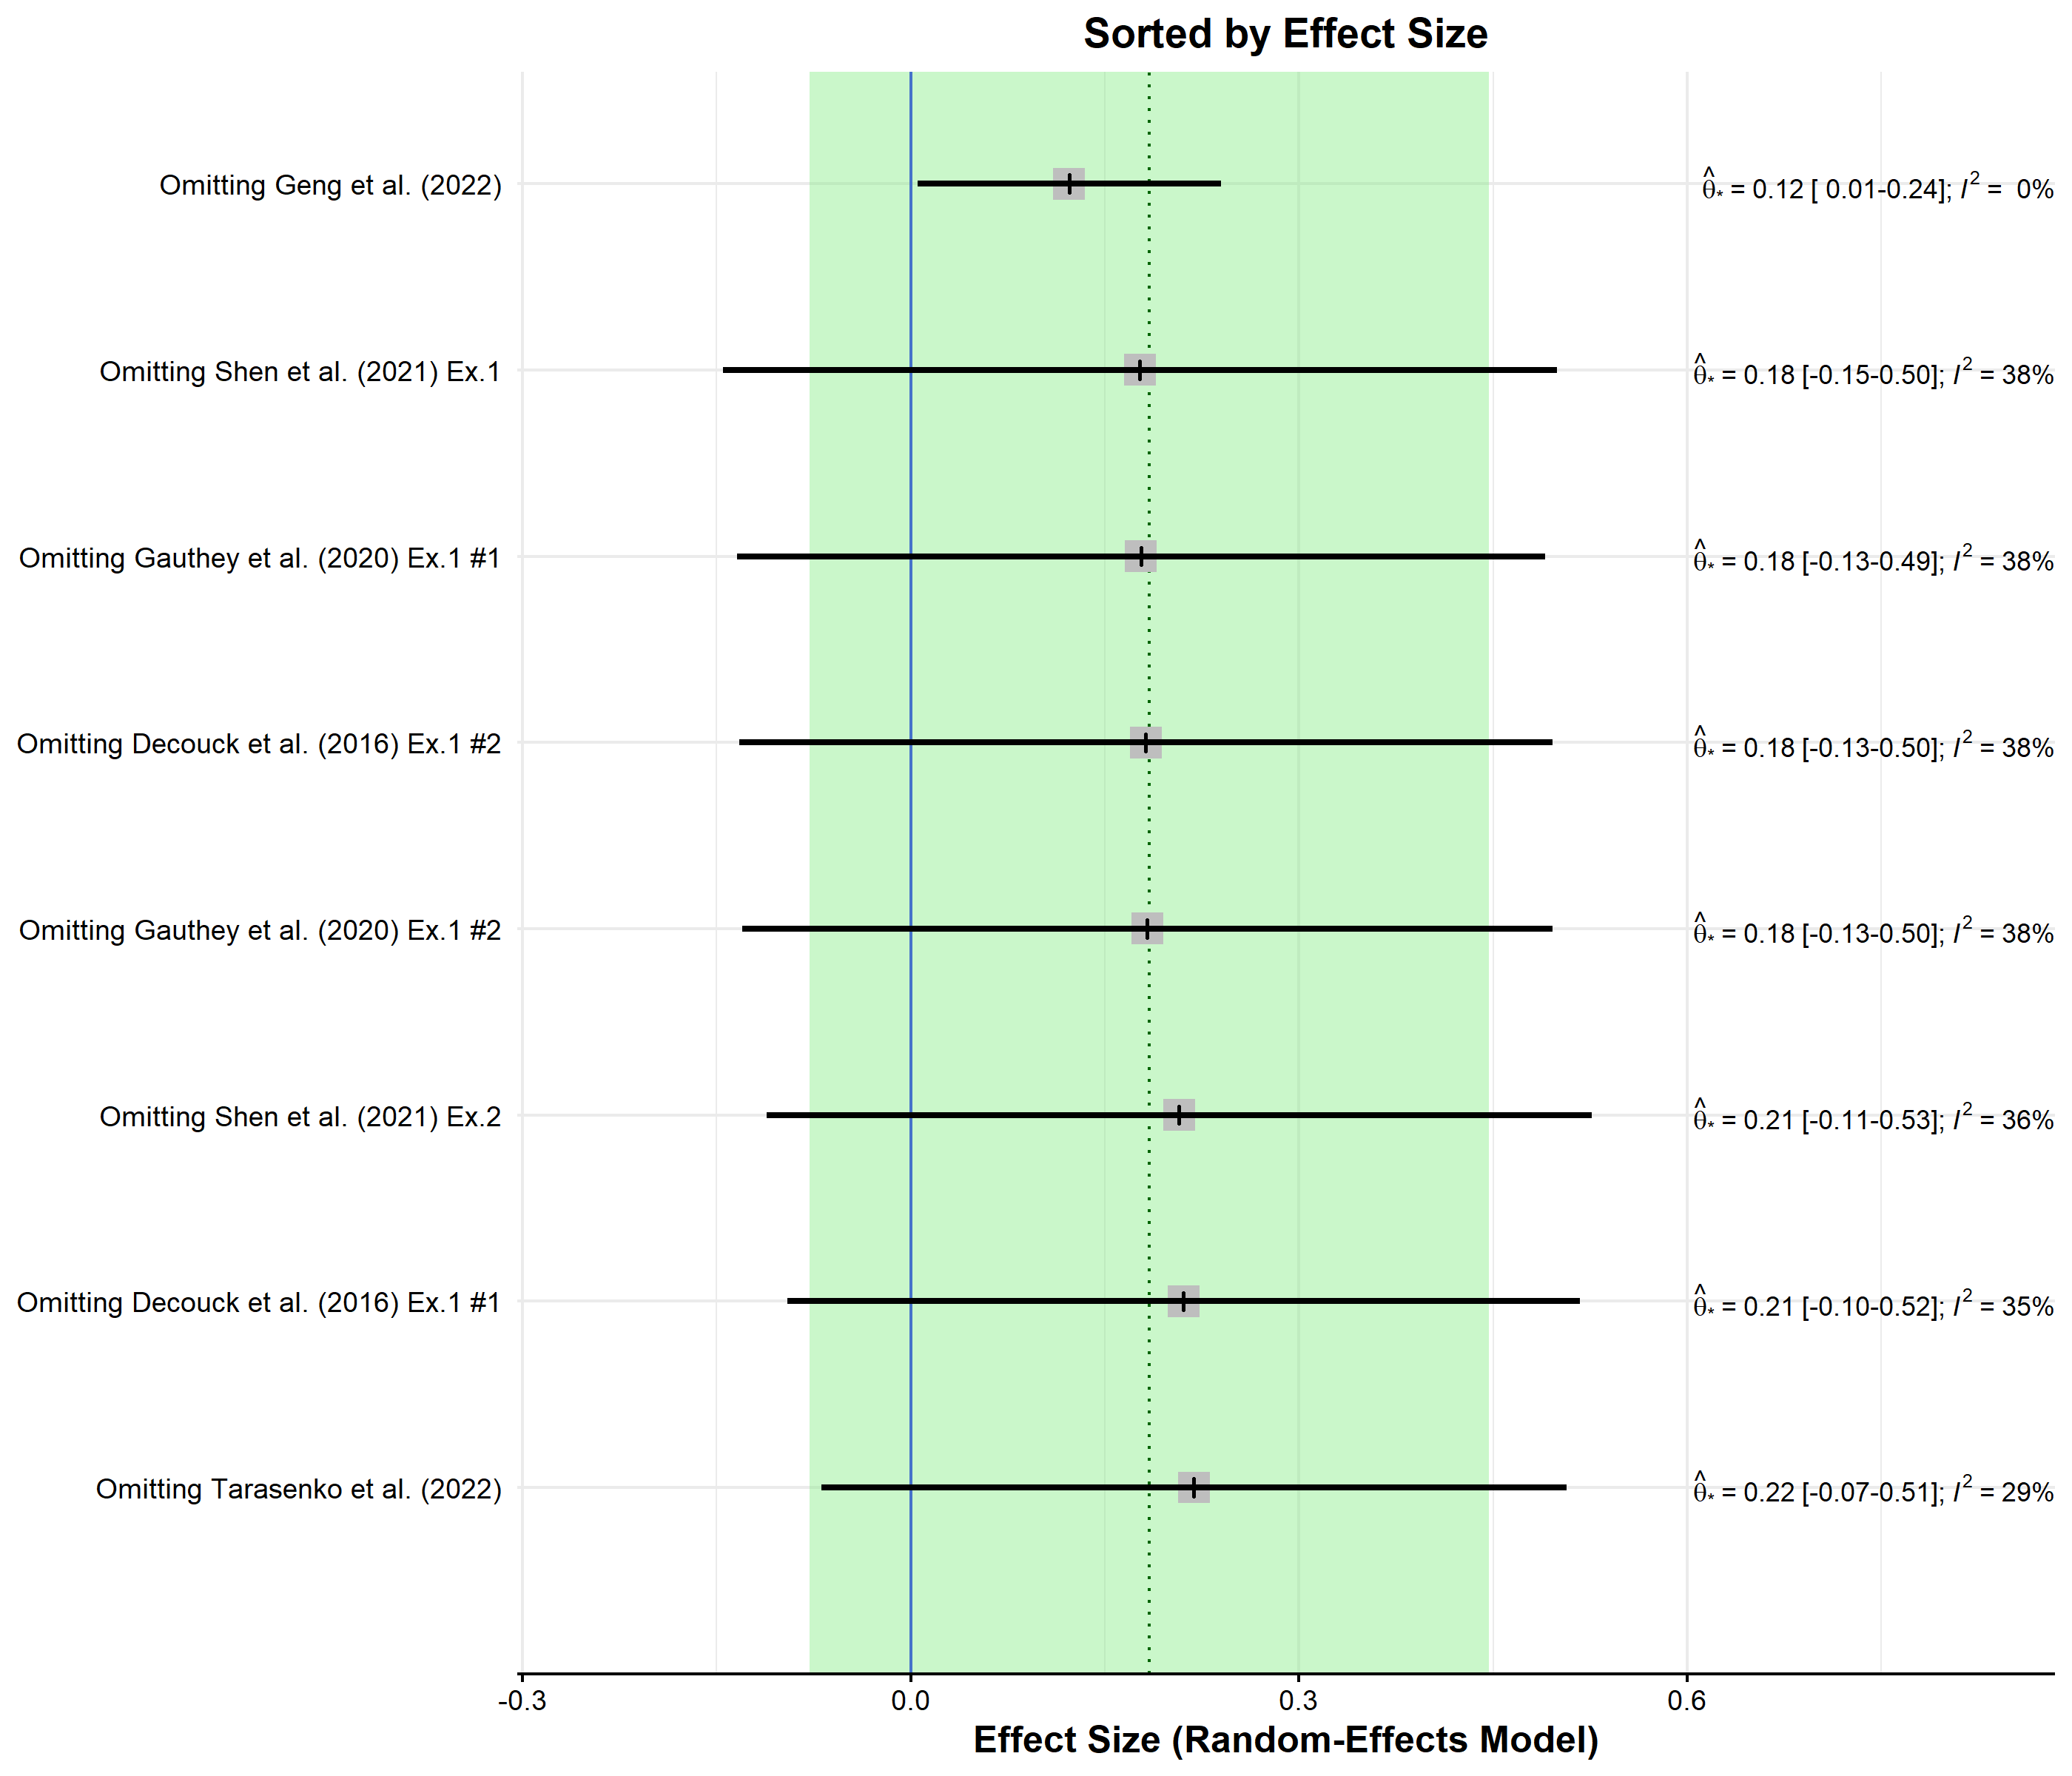 Sorted by Effect Size
Omitting Geng et al. (2022) θ̂* = 0.12 [ 0.01-0.24]; I² =  0%
Omitting Shen et al. (2021) Ex.1 θ̂* = 0.18 [-0.15-0.50]; I² = 38%
Omitting Gauthey et al. (2020) Ex.1 #1 θ̂* = 0.18 [-0.13-0.49]; I² = 38%
Omitting Decouck et al. (2016) Ex.1 #2 θ̂* = 0.18 [-0.13-0.50]; I² = 38%
Omitting Gauthey et al. (2020) Ex.1 #2 θ̂* = 0.18 [-0.13-0.50]; I² = 38%
Omitting Shen et al. (2021) Ex.2 θ̂* = 0.21 [-0.11-0.53]; I² = 36%
Omitting Decouck et al. (2016) Ex.1 #1 θ̂* = 0.21 [-0.10-0.52]; I² = 35%
Omitting Tarasenko et al. (2022) θ̂* = 0.22 [-0.07-0.51]; I² = 29%
-0.3 0.0 0.3 0.6
Effect Size (Random-Effects Model)